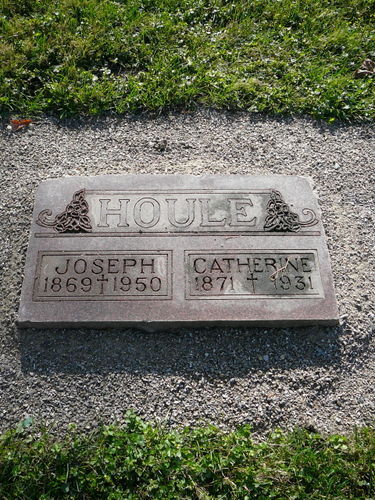 HOULE
JOSEPH
1869 † 1950
CATHERINE
1871 † 1931